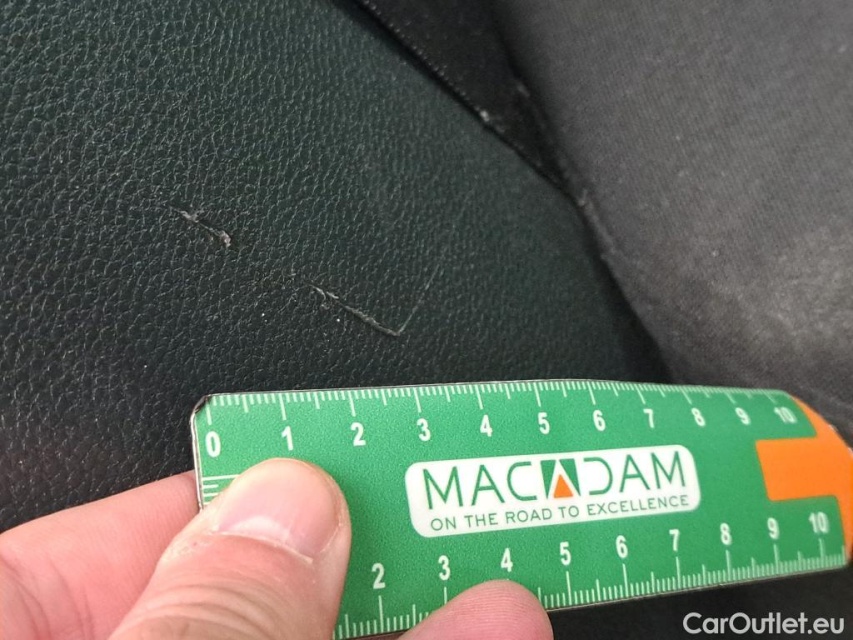 0 1 2 3 4 5 6 7 8 9 10
MACADAM
ON THE ROAD TO EXCELLENCE
2 3 4 5 6 7 8 9 10
CarOutlet.eu